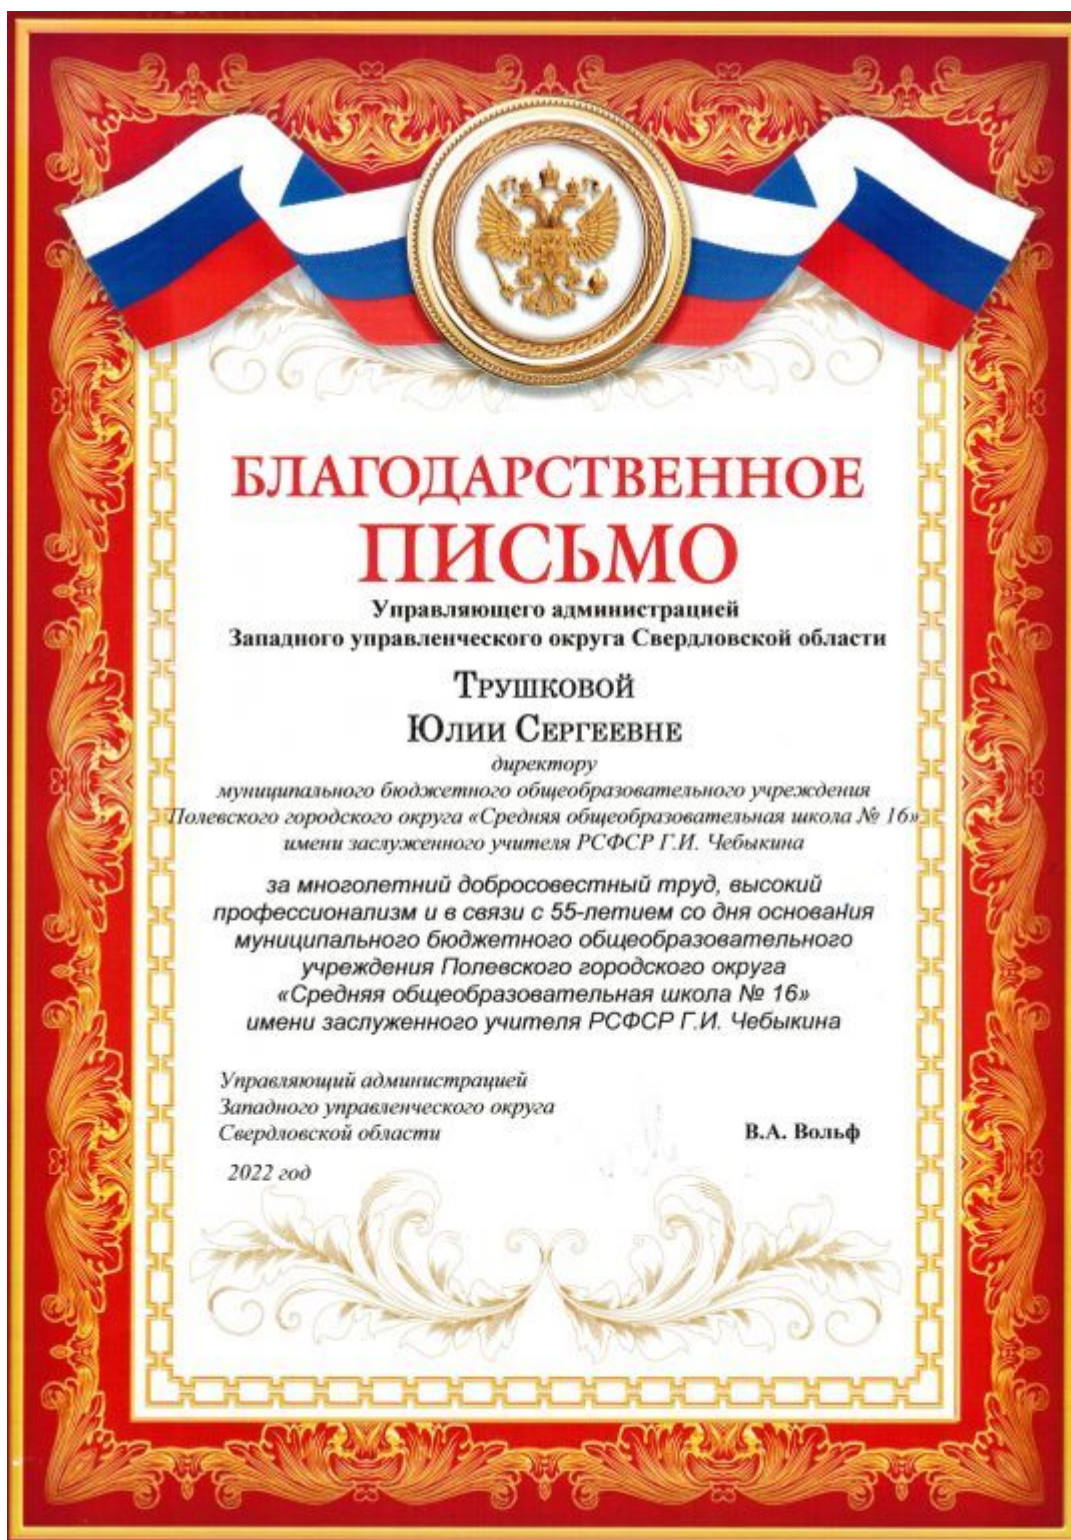 БЛАГОДАРСТВЕННОЕ
ПИСЬМО
Управляющего администрацией
Западного управленческого округа Свердловской области
Трушковой
Юлии Сергеевне
директору
муниципального бюджетного общеобразовательного учреждения
Полевского городского округа «Средняя общеобразовательная школа № 16»
имени заслуженного учителя РСФСР Г.И. Чебыкина
за многолетний добросовестный труд, высокий
профессионализм и в связи с 55-летием со дня основания
муниципального бюджетного общеобразовательного
учреждения Полевского городского округа
«Средняя общеобразовательная школа № 16»
имени заслуженного учителя РСФСР Г.И. Чебыкина
Управляющий администрацией
Западного управленческого округа
Свердловской области
В.А. Вольф
2022 год